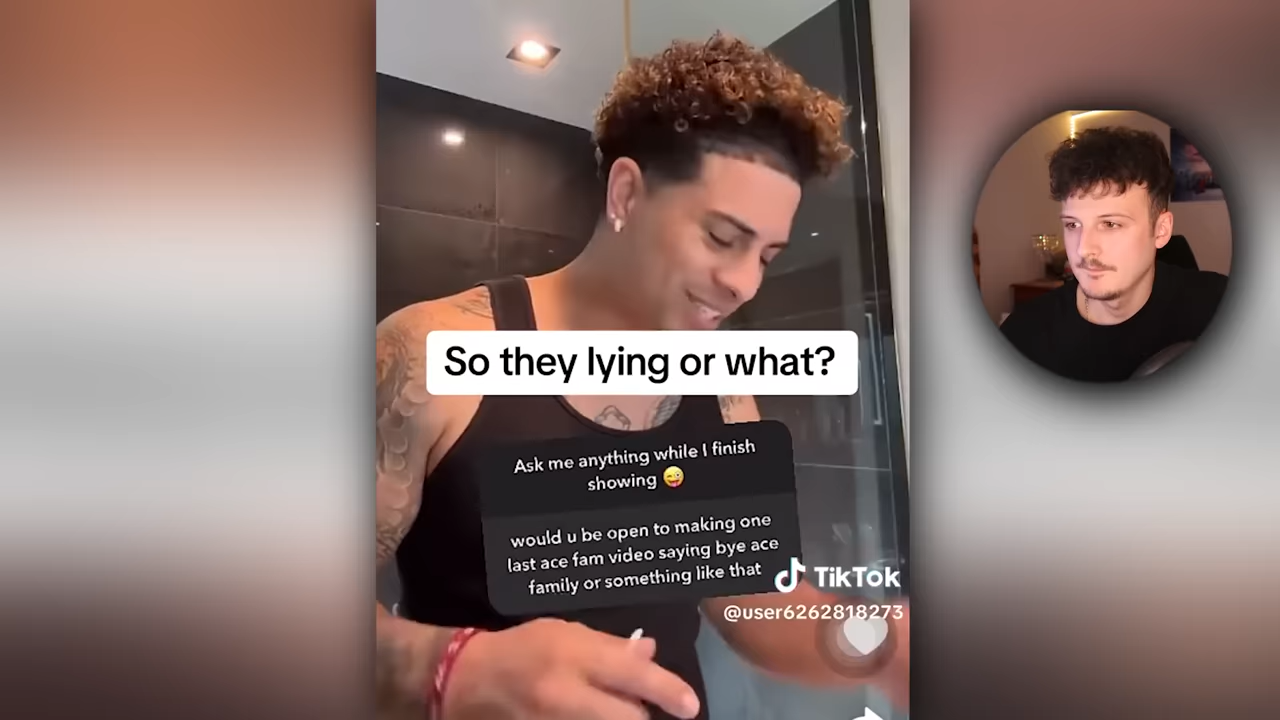 So they lying or what?
Ask me anything while I finish
showing 😜
would u be open to making one
last ace fam video saying bye ace
family or something like that
TikTok
@user6262818273